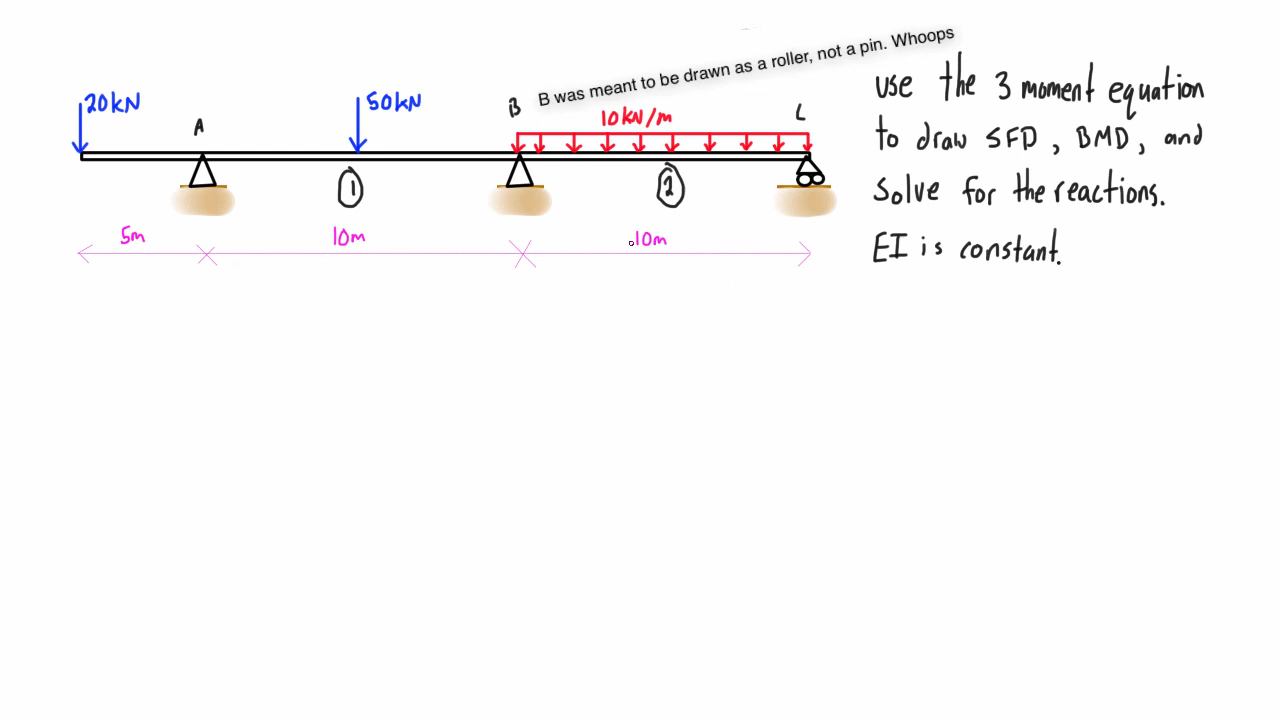 B was meant to be drawn as a roller, not a pin. Whoops
use the 3 moment equation
to draw SFD, BMD, and
solve for the reactions.
EI is constant.
20kN
A
50kN
B
10kN/m
C
1
2
5m
10m
10m